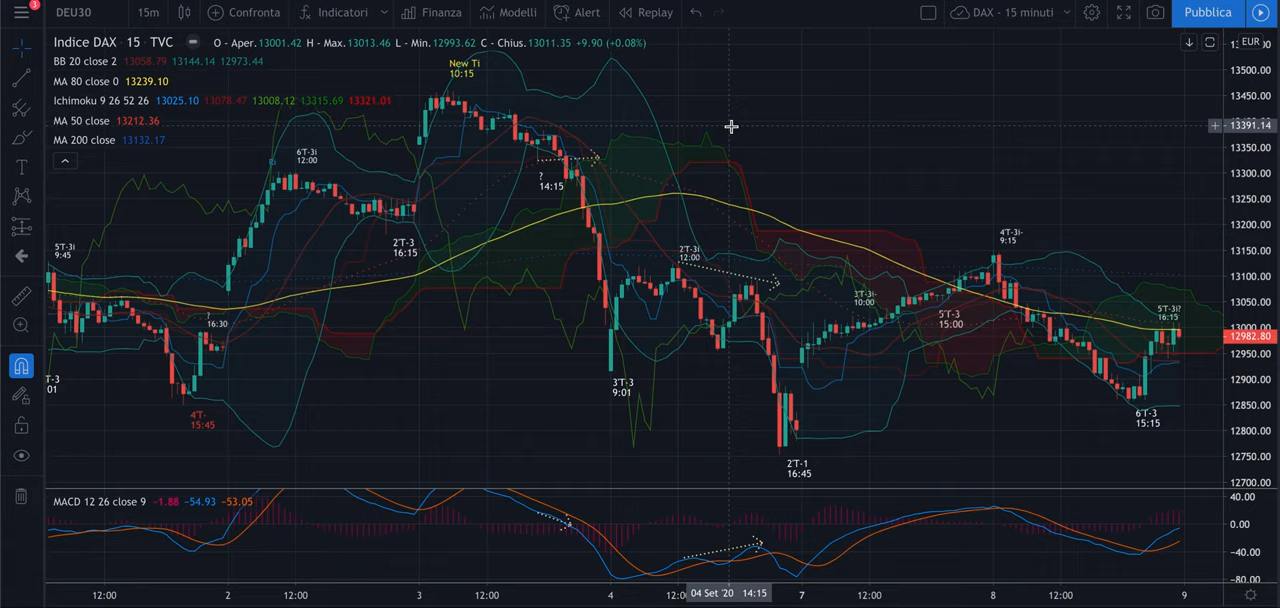 3
DEU30 15m Confronta Indicatori Finanza Modelli Alert Replay DAX - 15 minuti Pubblica
Indice DAX · 15 · TVC O - Aper.13001.42 H - Max.13013.46 L - Min.12993.62 C - Chius.13011.35 +9.90 (+0.08%)
BB 20 close 2 13058.79 13144.14 12973.44
MA 80 close 0 13239.10
Ichimoku 9 26 52 26 13025.10 13078.47 13008.12 13315.69 13321.01
MA 50 close 13212.36
MA 200 close 13132.17
EUR
13500.00
13450.00
13391.14
13350.00
13300.00
13250.00
13200.00
13150.00
13100.00
13050.00
13000.00
12982.80
12950.00
12900.00
12850.00
12800.00
12750.00
12700.00
New Ti
10:15
6'T-3i
12:00
?
14:15
5'T-3i
9:45
2'T-3
16:15
2'T-3i
12:00
4'T-3i-
9:15
3'T-3i-
10:00
5'T-3
15:00
5'T-3i?
16:15
?
16:30
T-3
01
3'T-3
9:01
4'T-
15:45
6'T-3
15:15
2'T-1
16:45
MACD 12 26 close 9 -1.88 -54.93 -53.05
40.00
0.00
-40.00
-80.00
12:00 2 12:00 3 12:00 4 04 Set '20 14:15 7 12:00 8 12:00 9